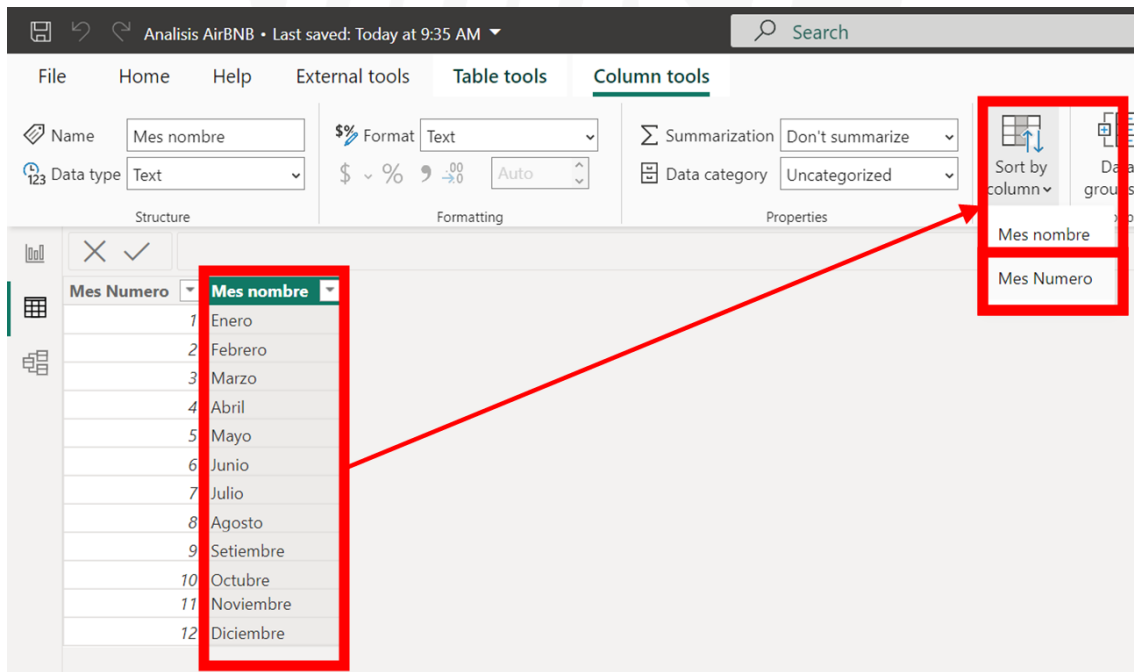 Analisis AirBNB • Last saved: Today at 9:35 AM
Search
File Home Help External tools Table tools Column tools
Name Mes nombre
$% Format Text
Σ Summarization Don't summarize
Sort by column
Data type Text
$ % 9 .00 →.0 Auto
Data category Uncategorized
Structure Formatting Properties
Mes nombre
Mes Numero
Mes Numero Mes nombre
1 Enero
2 Febrero
3 Marzo
4 Abril
5 Mayo
6 Junio
7 Julio
8 Agosto
9 Setiembre
10 Octubre
11 Noviembre
12 Diciembre